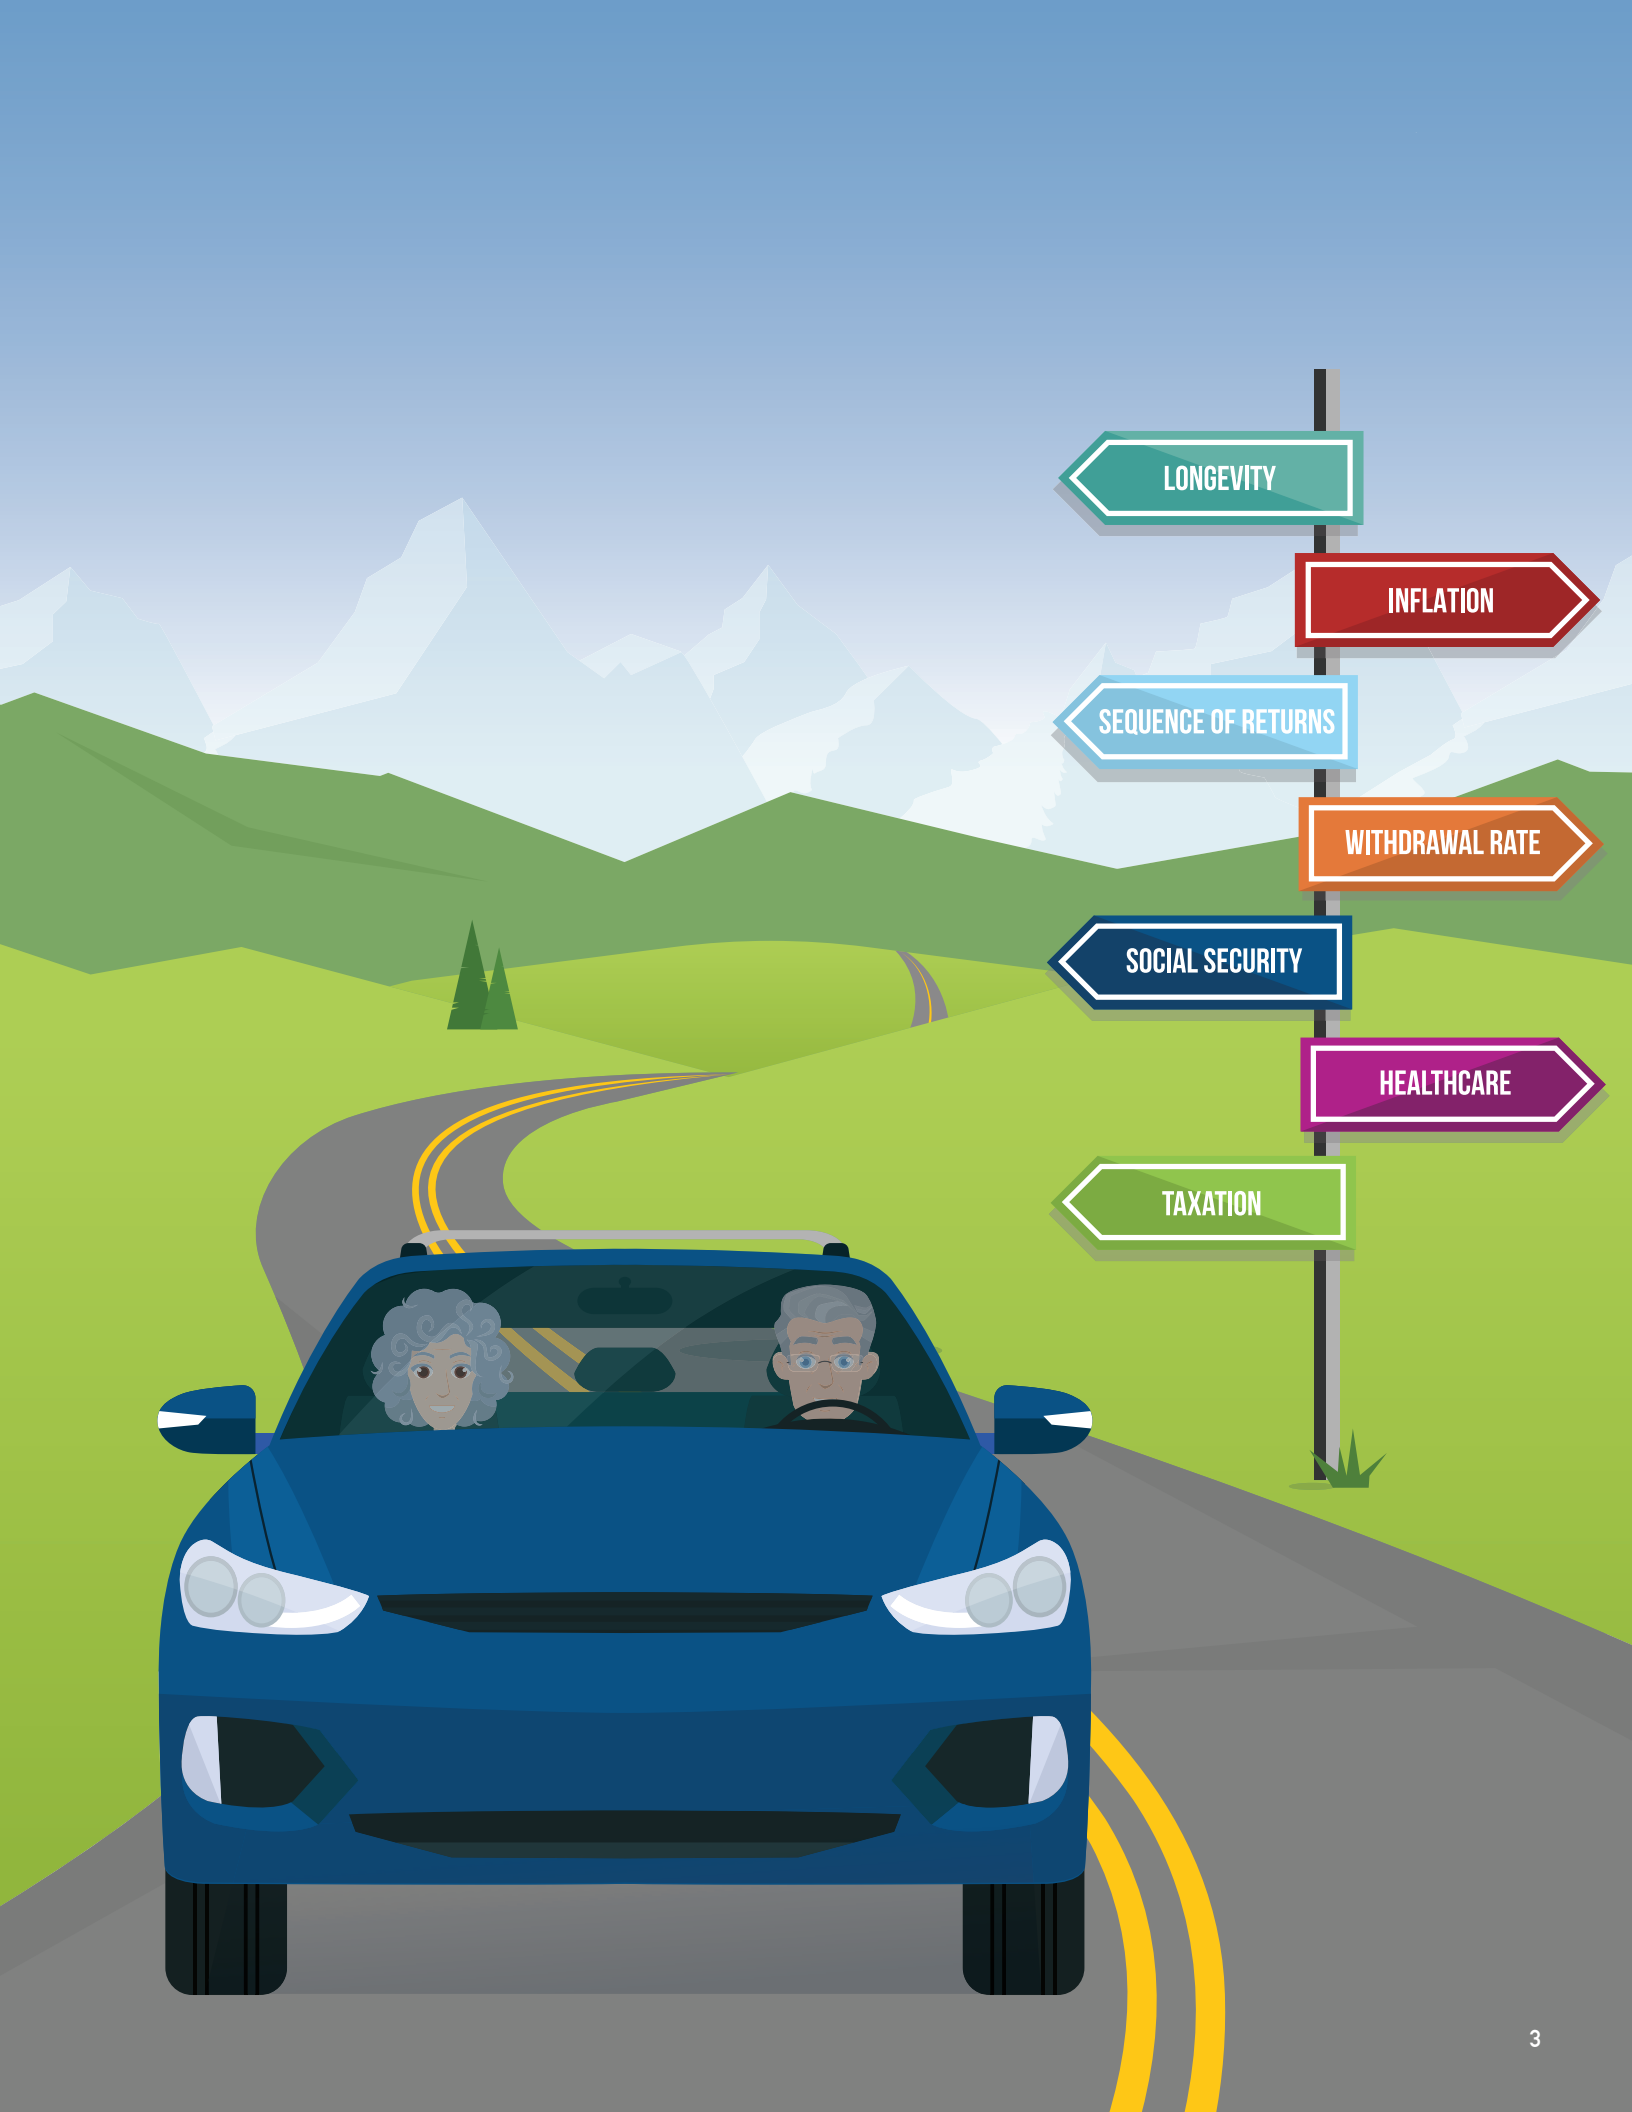 LONGEVITY
INFLATION
SEQUENCE OF RETURNS
WITHDRAWAL RATE
SOCIAL SECURITY
HEALTHCARE
TAXATION
3